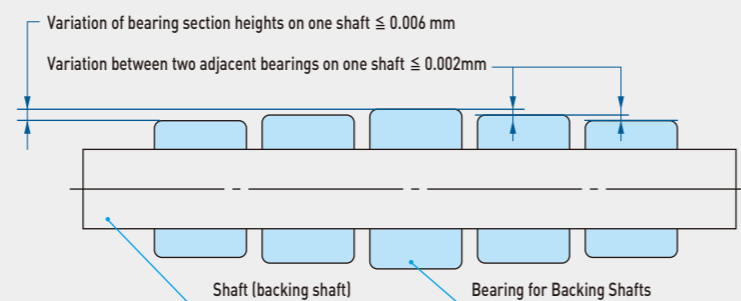 Variation of bearing section heights on one shaft ≦ 0.006 mm
Variation between two adjacent bearings on one shaft ≦ 0.002mm
Shaft (backing shaft)
Bearing for Backing Shafts